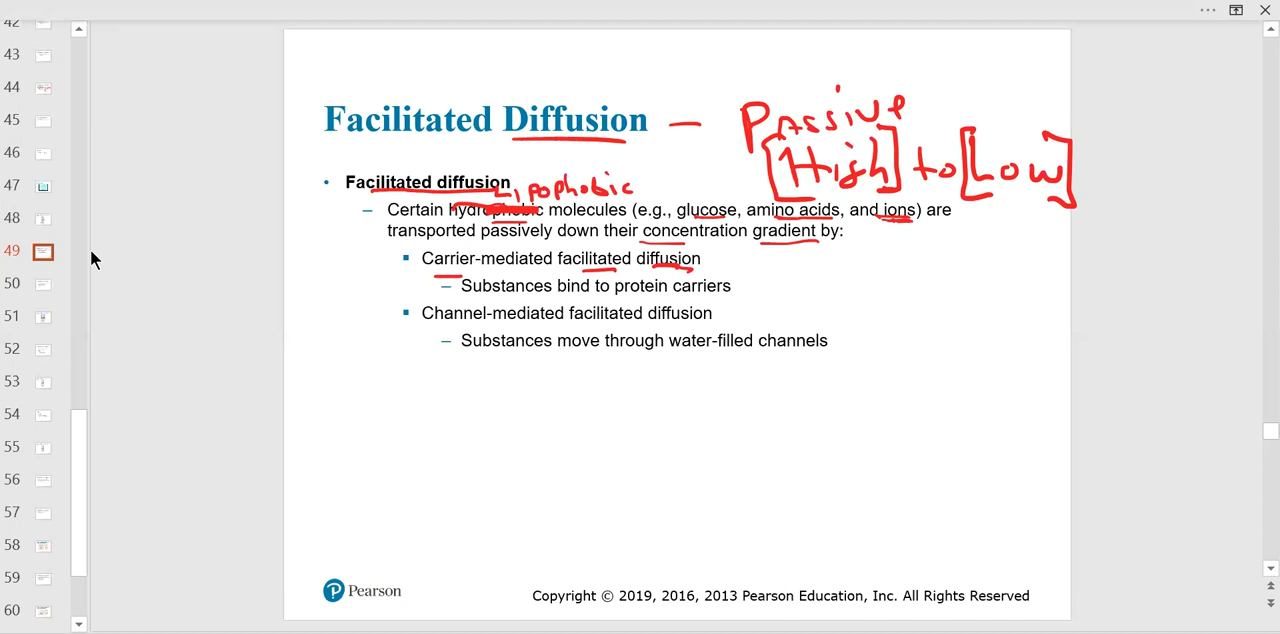 42
43
44
45
46
47
48
49
50
51
52
53
54
55
56
57
58
59
60
Facilitated Diffusion — Passive
[High] to [Low]
• Facilitated diffusion
Lipophobic
– Certain hydrophobic molecules (e.g., glucose, amino acids, and ions) are
transported passively down their concentration gradient by:
▪ Carrier-mediated facilitated diffusion
– Substances bind to protein carriers
▪ Channel-mediated facilitated diffusion
– Substances move through water-filled channels
P Pearson
Copyright © 2019, 2016, 2013 Pearson Education, Inc. All Rights Reserved